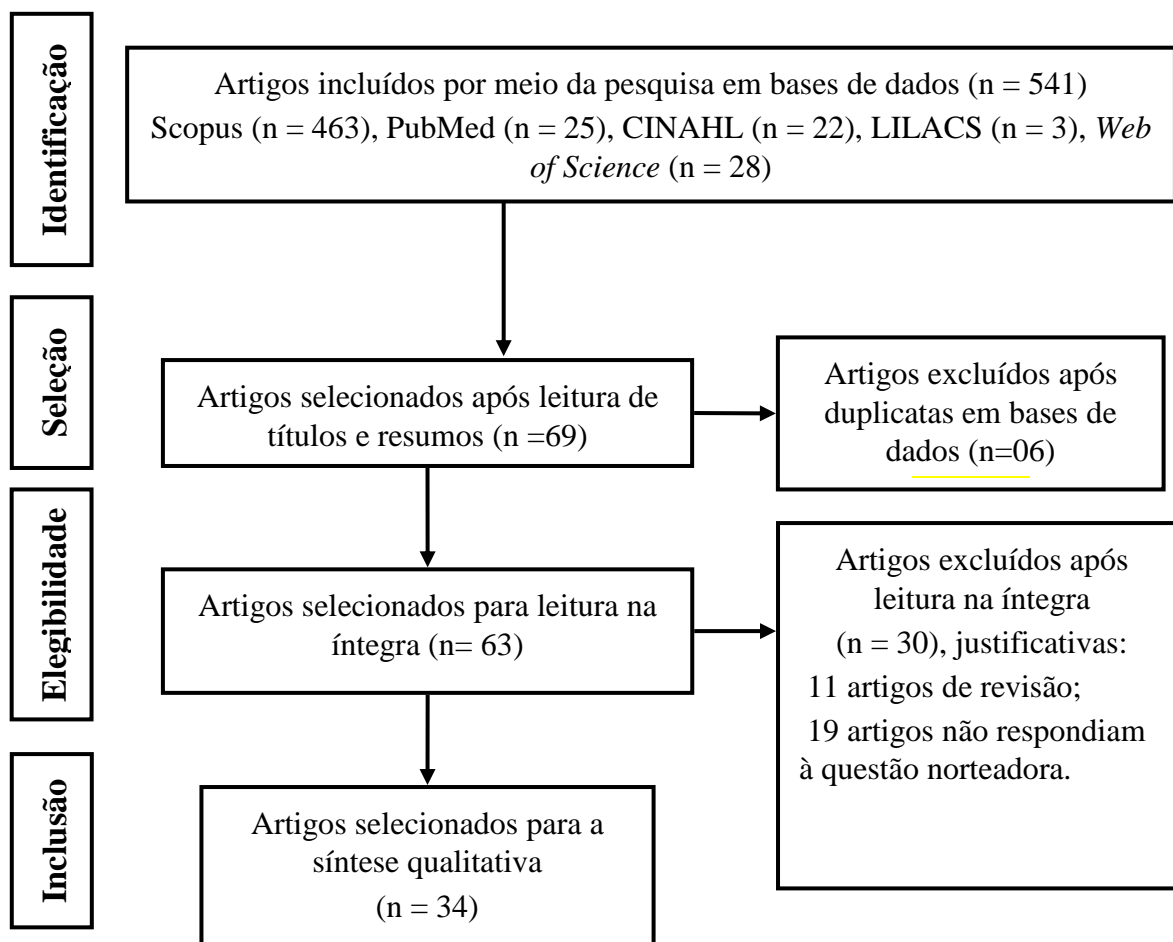 Identificação
Artigos incluídos por meio da pesquisa em bases de dados (n = 541)
Scopus (n = 463), PubMed (n = 25), CINAHL (n = 22), LILACS (n = 3), Web
of Science (n = 28)
Seleção
Artigos selecionados após leitura de
títulos e resumos (n =69)
Artigos excluídos após
duplicatas em bases de
dados (n=06)
Elegibilidade
Artigos selecionados para leitura na
íntegra (n= 63)
Artigos excluídos após
leitura na íntegra
(n = 30), justificativas:
11 artigos de revisão;
19 artigos não respondiam
à questão norteadora.
Inclusão
Artigos selecionados para a
síntese qualitativa
(n = 34)